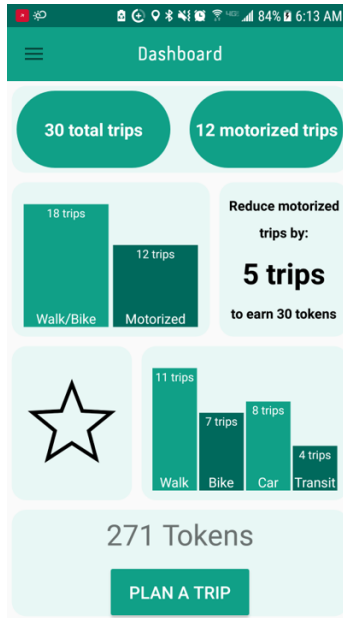 84% 6:13 AM
Dashboard
30 total trips
12 motorized trips
18 trips
12 trips
Walk/Bike
Motorized
Reduce motorized
trips by:
5 trips
to earn 30 tokens
11 trips
7 trips
8 trips
4 trips
Walk
Bike
Car
Transit
271 Tokens
PLAN A TRIP